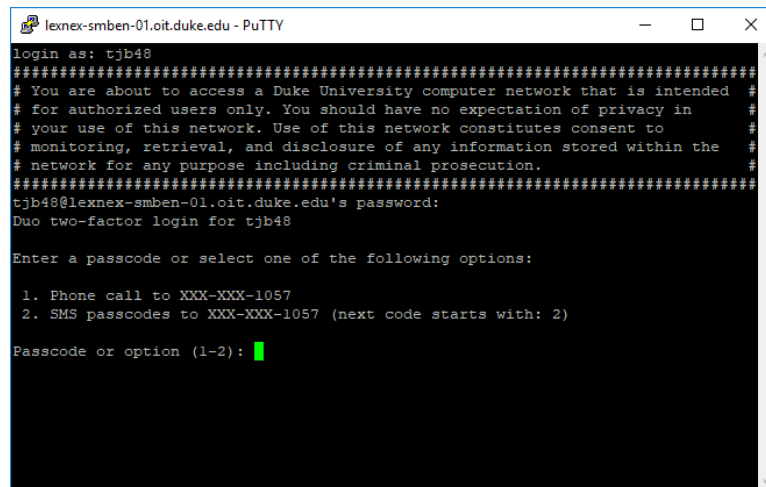 lexnex-smben-01.oit.duke.edu - PuTTY
login as: tjb48
################################################################################
# You are about to access a Duke University computer network that is intended #
# for authorized users only. You should have no expectation of privacy in #
# your use of this network. Use of this network constitutes consent to #
# monitoring, retrieval, and disclosure of any information stored within the #
# network for any purpose including criminal prosecution. #
################################################################################
tjb48@lexnex-smben-01.oit.duke.edu's password:
Duo two-factor login for tjb48
Enter a passcode or select one of the following options:
1. Phone call to XXX-XXX-1057
2. SMS passcodes to XXX-XXX-1057 (next code starts with: 2)
Passcode or option (1-2):